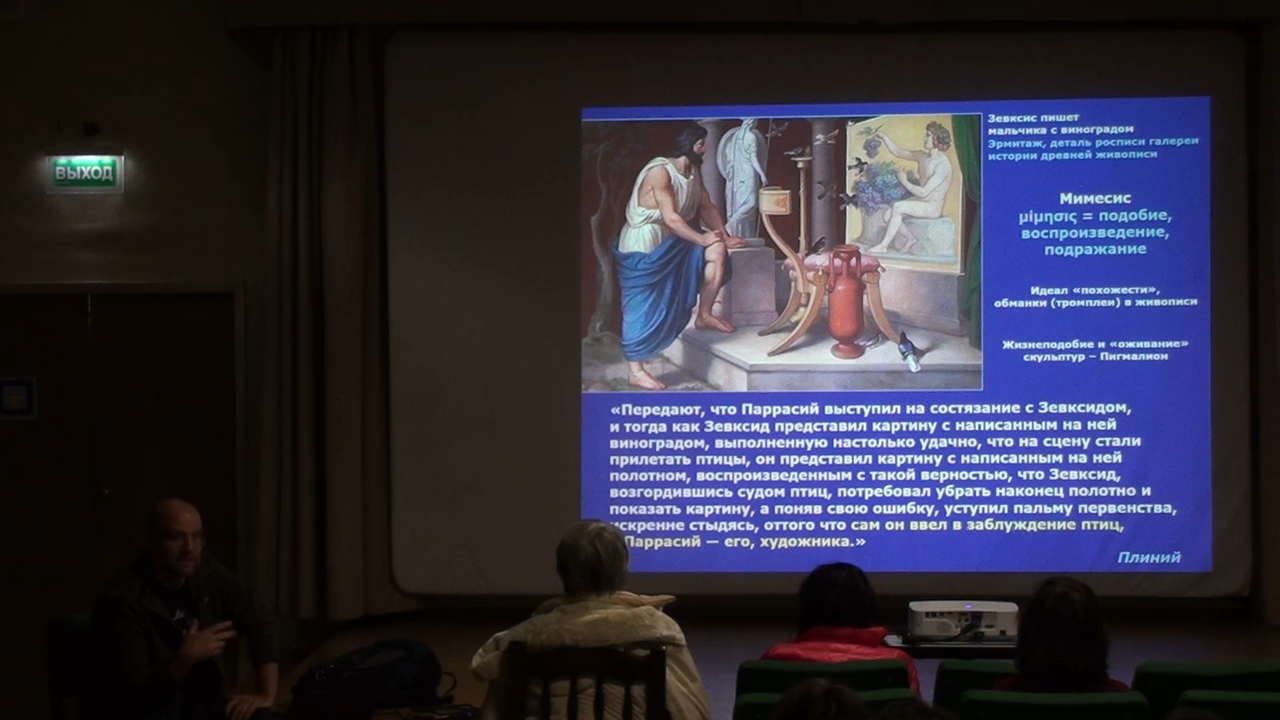 ВЫХОД
Зевксис пишет
мальчика с виноградом
Эрмитаж, деталь росписи галереи
истории древней живописи
Мимесис
μίμησις = подобие,
воспроизведение,
подражание
Идеал «похожести»,
обманки (тромплеи) в живописи
Жизнеподобие и «оживание»
скульптур – Пигмалион
«Передают, что Паррасий выступил на состязание с Зевксидом,
и тогда как Зевксид представил картину с написанным на ней
виноградом, выполненную настолько удачно, что на сцену стали
прилетать птицы, он представил картину с написанным на ней
полотном, воспроизведенным с такой верностью, что Зевксид,
возгордившись судом птиц, потребовал убрать наконец полотно и
показать картину, а поняв свою ошибку, уступил пальму первенства,
искренне стыдясь, оттого что сам он ввел в заблуждение птиц,
Паррасий — его, художника.»
Плиний